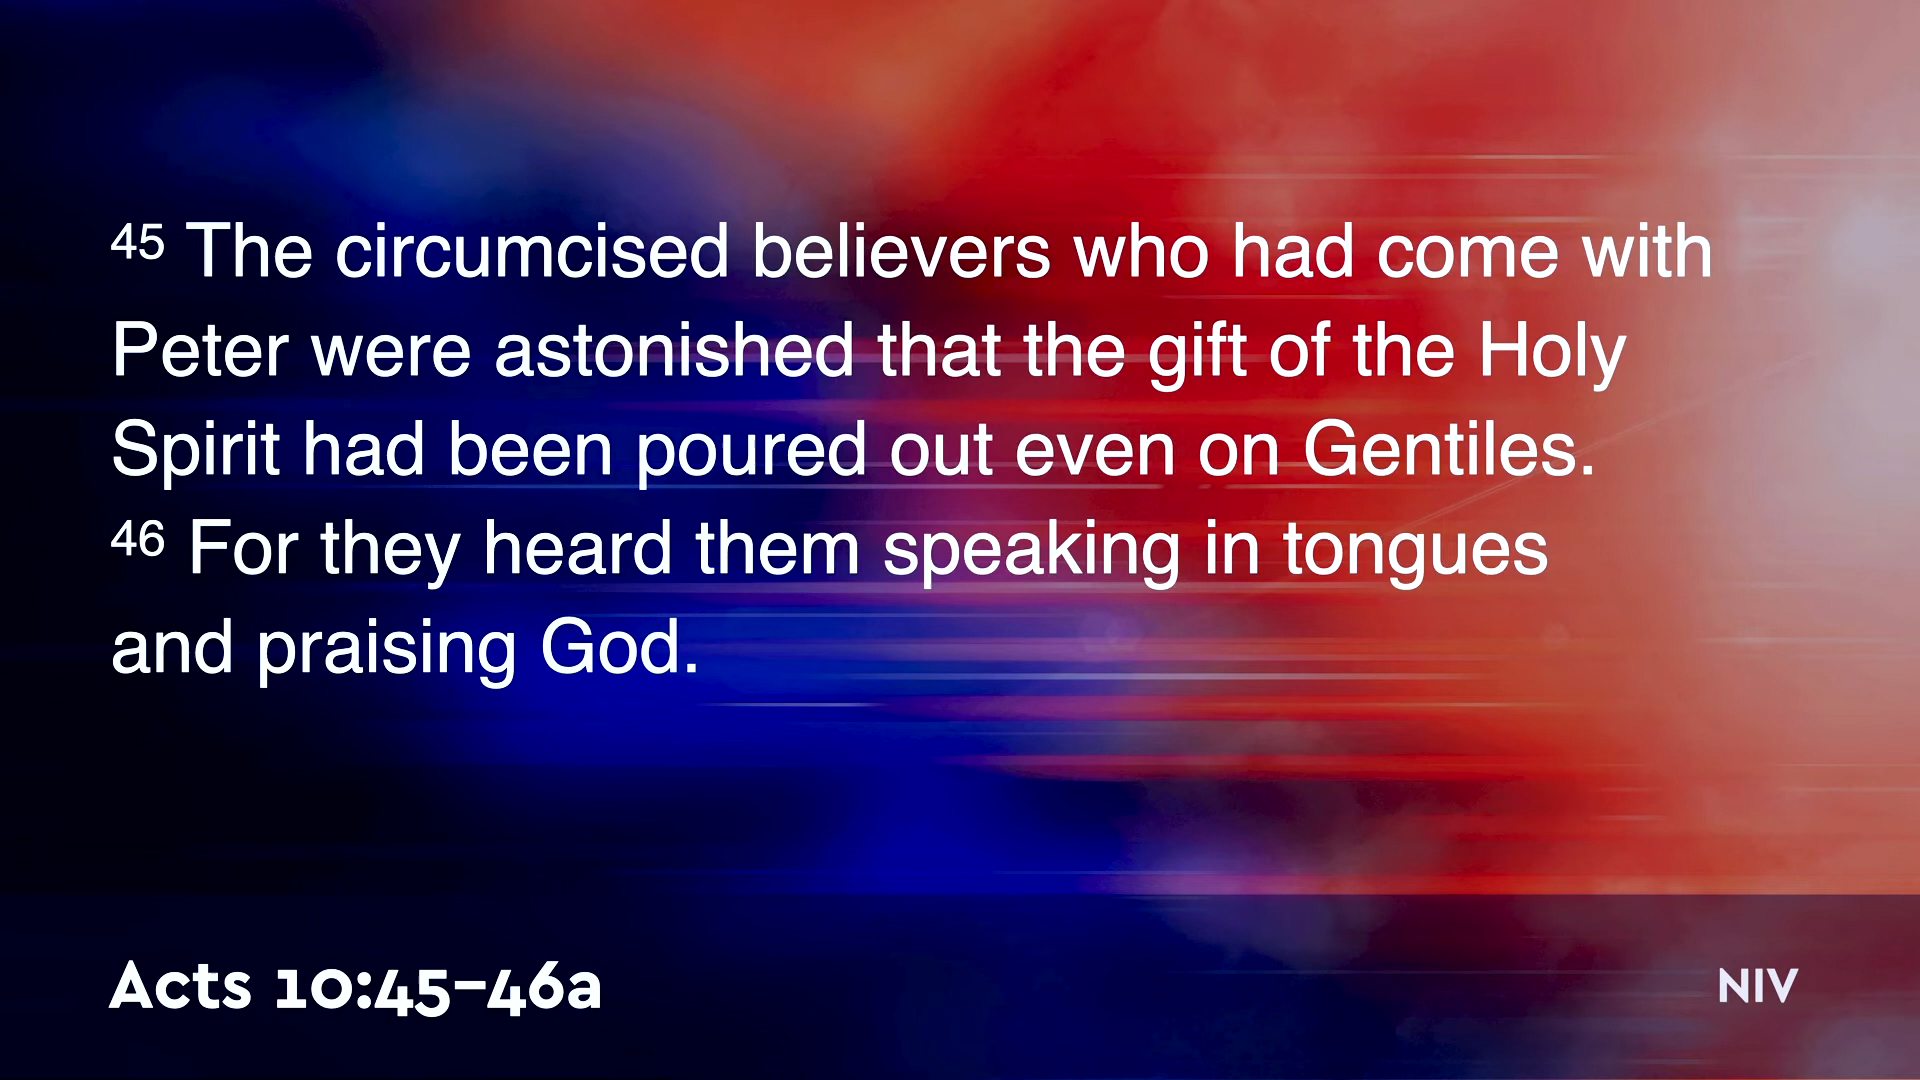 45 The circumcised believers who had come with
Peter were astonished that the gift of the Holy
Spirit had been poured out even on Gentiles.
46 For they heard them speaking in tongues
and praising God.
Acts 10:45–46a
NIV